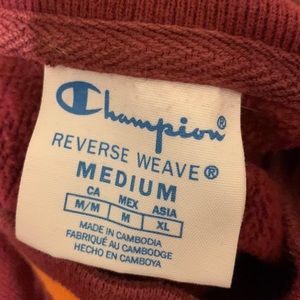 Champion®
REVERSE WEAVE®
MEDIUM
CA MEX ASIA
M/M M XL
MADE IN CAMBODIA
FABRIQUÉ AU CAMBODGE
HECHO EN CAMBOYA